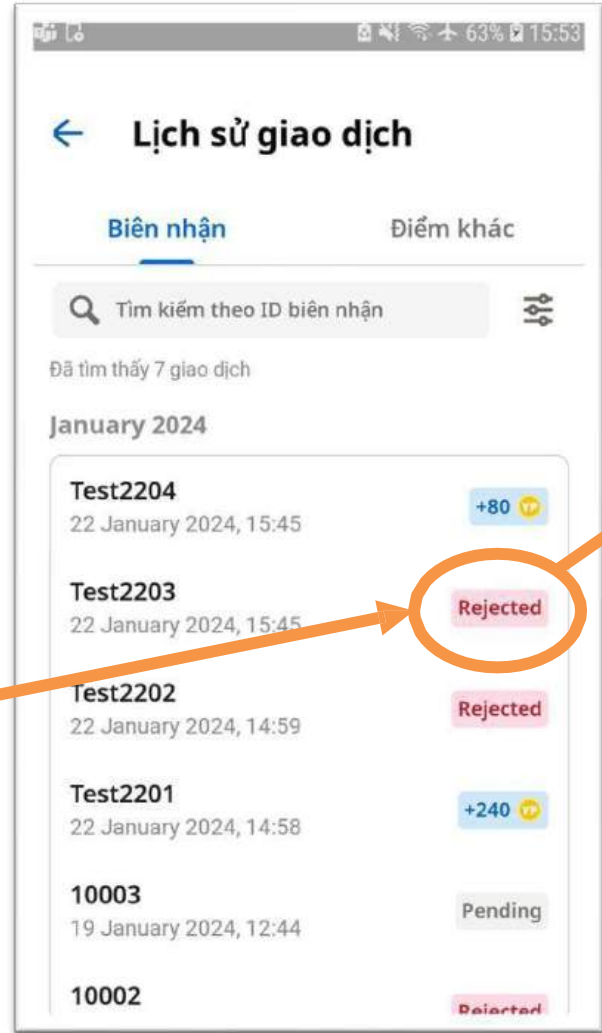 63% 15:53
Lịch sử giao dịch
Biên nhận Điểm khác
Tìm kiếm theo ID biên nhận
Đã tìm thấy 7 giao dịch
January 2024
Test2204
+80
22 January 2024, 15:45
Test2203
Rejected
22 January 2024, 15:45
Test2202
Rejected
22 January 2024, 14:59
Test2201
+240
22 January 2024, 14:58
10003
Pending
19 January 2024, 12:44
10002
Rejected